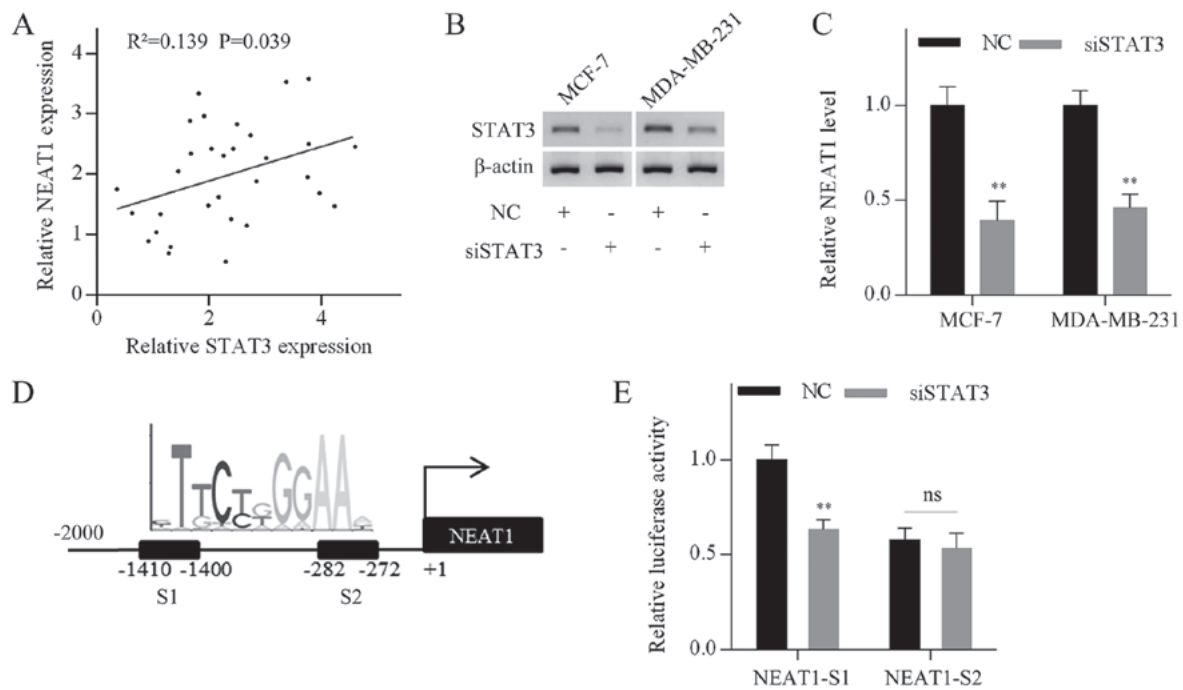 A
R²=0.139 P=0.039
Relative NEAT1 expression
4
3
2
1
0
0 2 4
Relative STAT3 expression
B
MCF-7 MDA-MB-231
STAT3
β-actin
NC + - + -
siSTAT3 - + - +
C
NC siSTAT3
Relative NEAT1 level
1.0
0.5
0.0
** **
MCF-7 MDA-MB-231
D
TTCTGGGAA
-2000
NEAT1
-1410 -1400 -282 -272 +1
S1 S2
E
NC siSTAT3
Relative luciferase activity
1.0
0.5
0.0
** ns
NEAT1-S1 NEAT1-S2